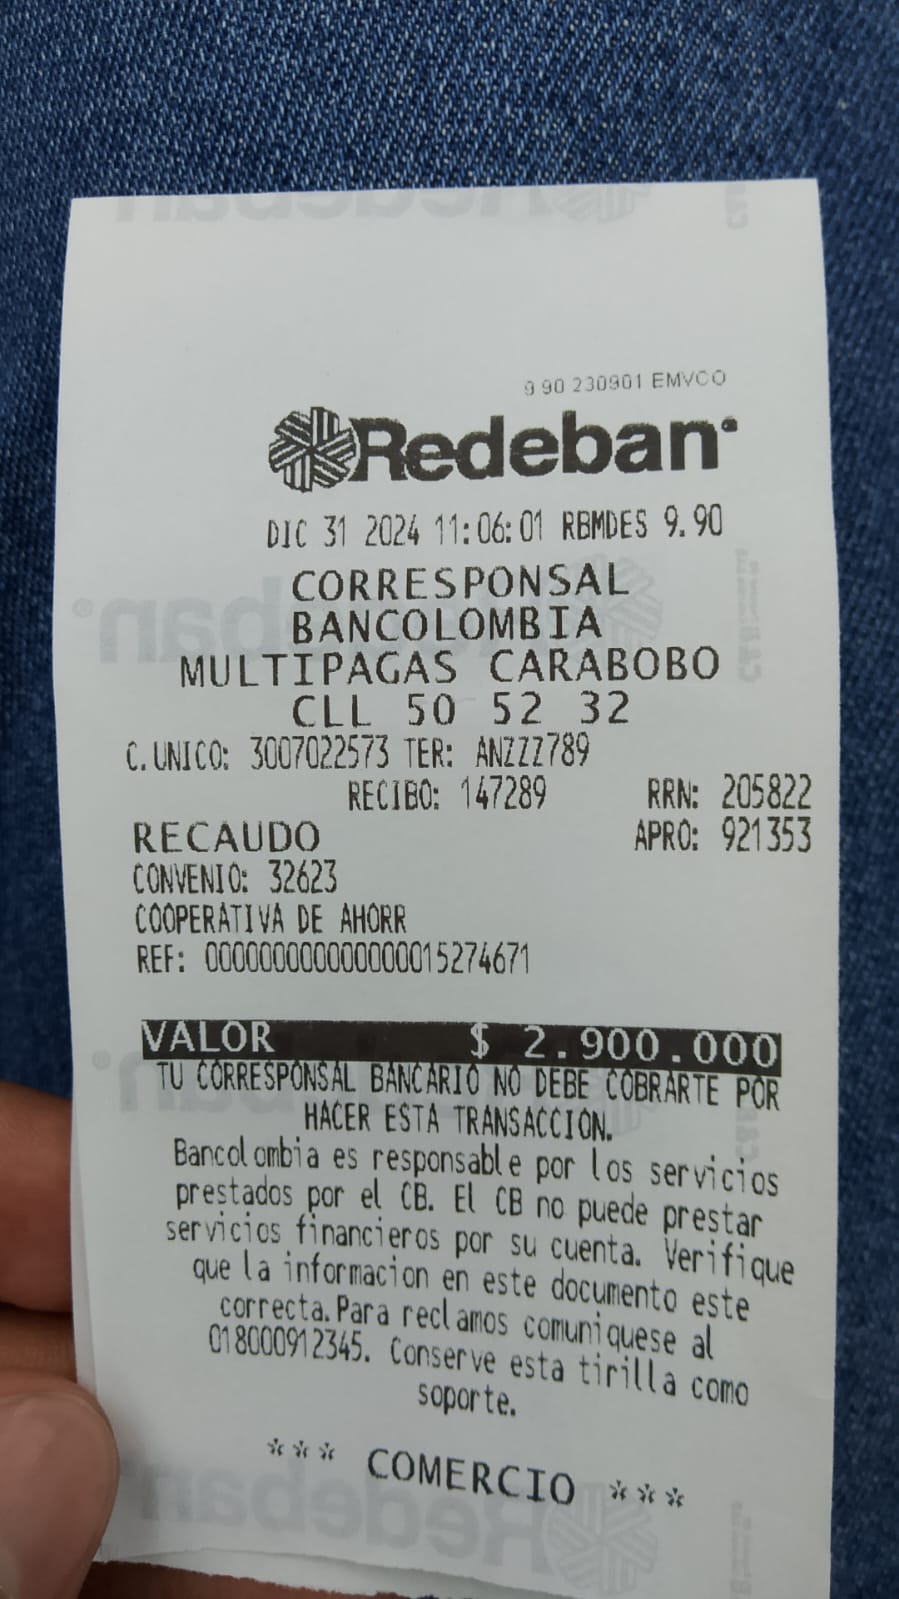 9 90 230901 EMVCO
Redeban
DIC 31 2024 11:06:01 RBMDES 9.90
CORRESPONSAL
BANCOLOMBIA
MULTIPAGAS CARABOBO
CLL 50 52 32
C.UNICO: 3007022573 TER: ANZZZ789
RECIBO: 147289 RRN: 205822
RECAUDO APRO: 921353
CONVENIO: 32623
COOPERATIVA DE AHORR
REF: 000000000000000015274671
VALOR $ 2.900.000
TU CORRESPONSAL BANCARIO NO DEBE COBRARTE POR
HACER ESTA TRANSACCION.
Bancolombia es responsable por los servicios
prestados por el CB. El CB no puede prestar
servicios financieros por su cuenta. Verifique
que la informacion en este documento este
correcta.Para reclamos comuniquese al
018000912345. Conserve esta tirilla como
soporte.
*** COMERCIO ***